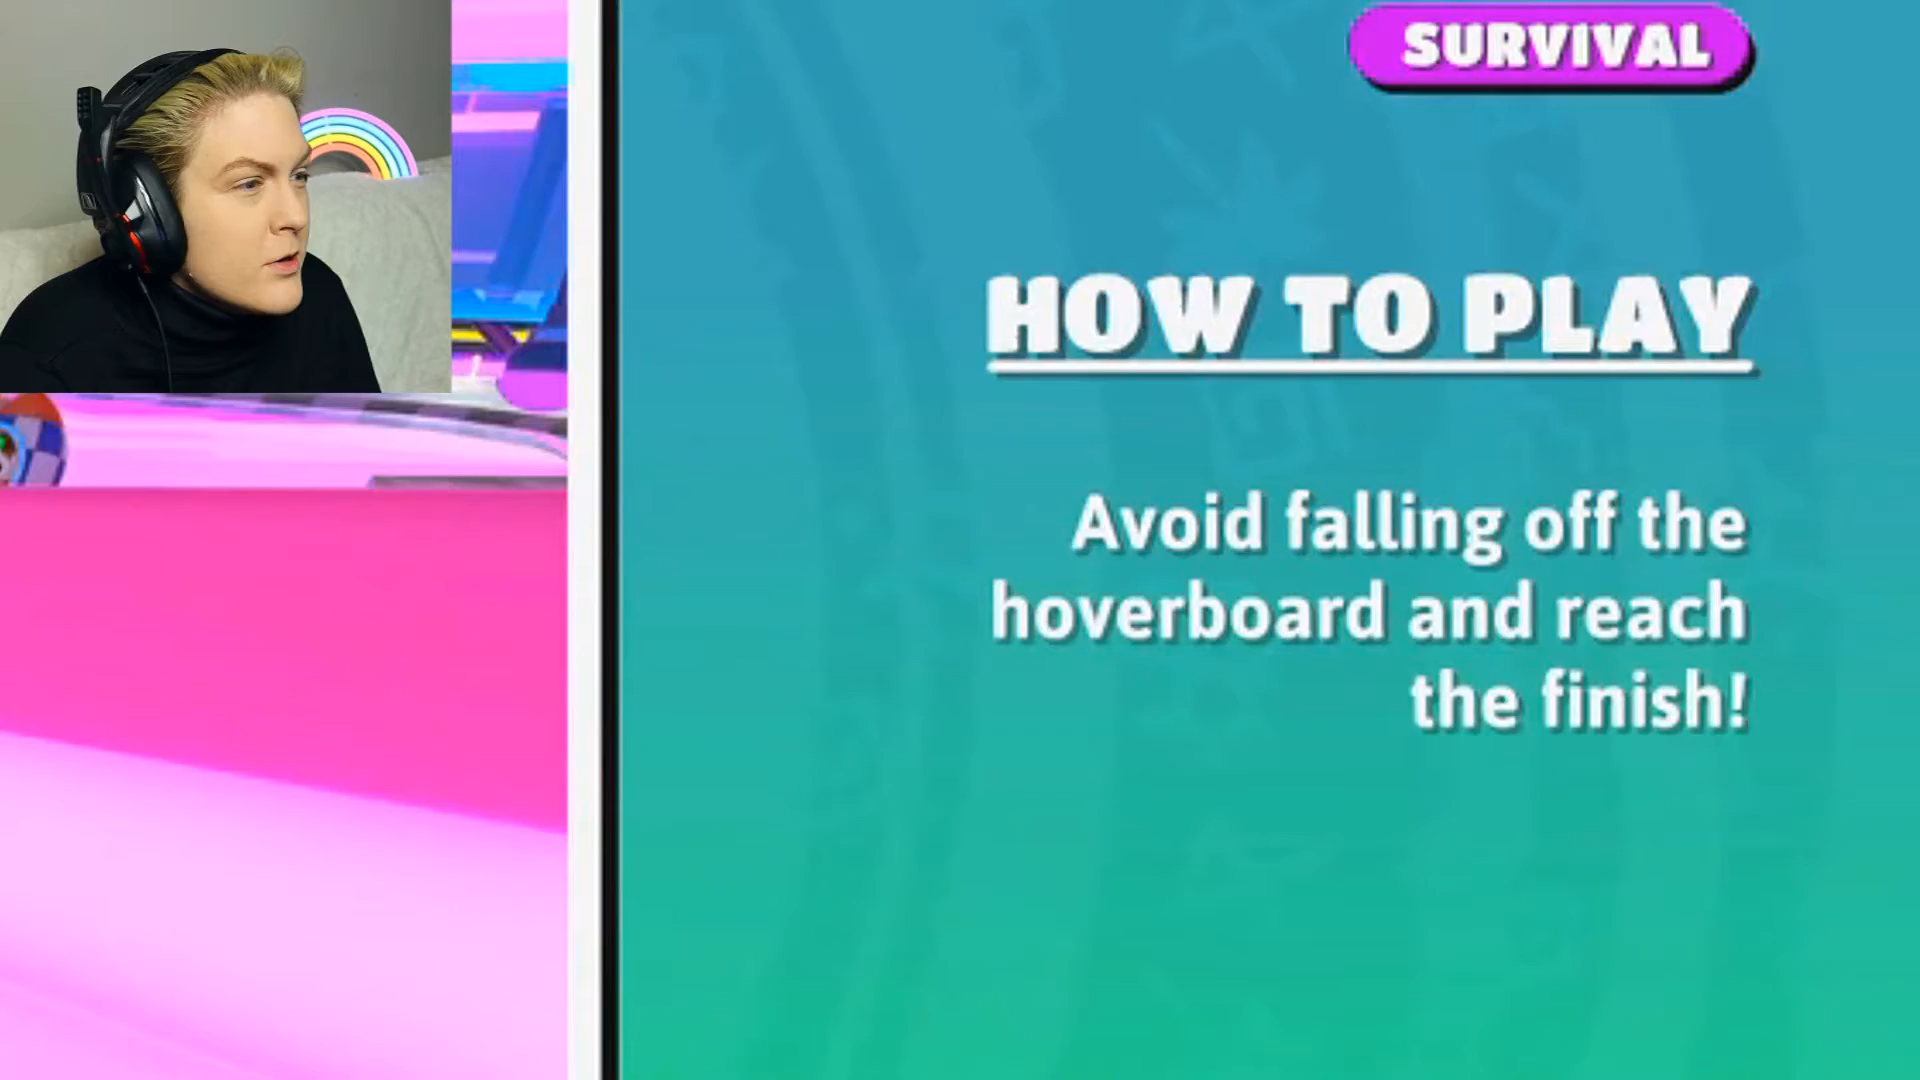 SURVIVAL
HOW TO PLAY
Avoid falling off the
hoverboard and reach
the finish!